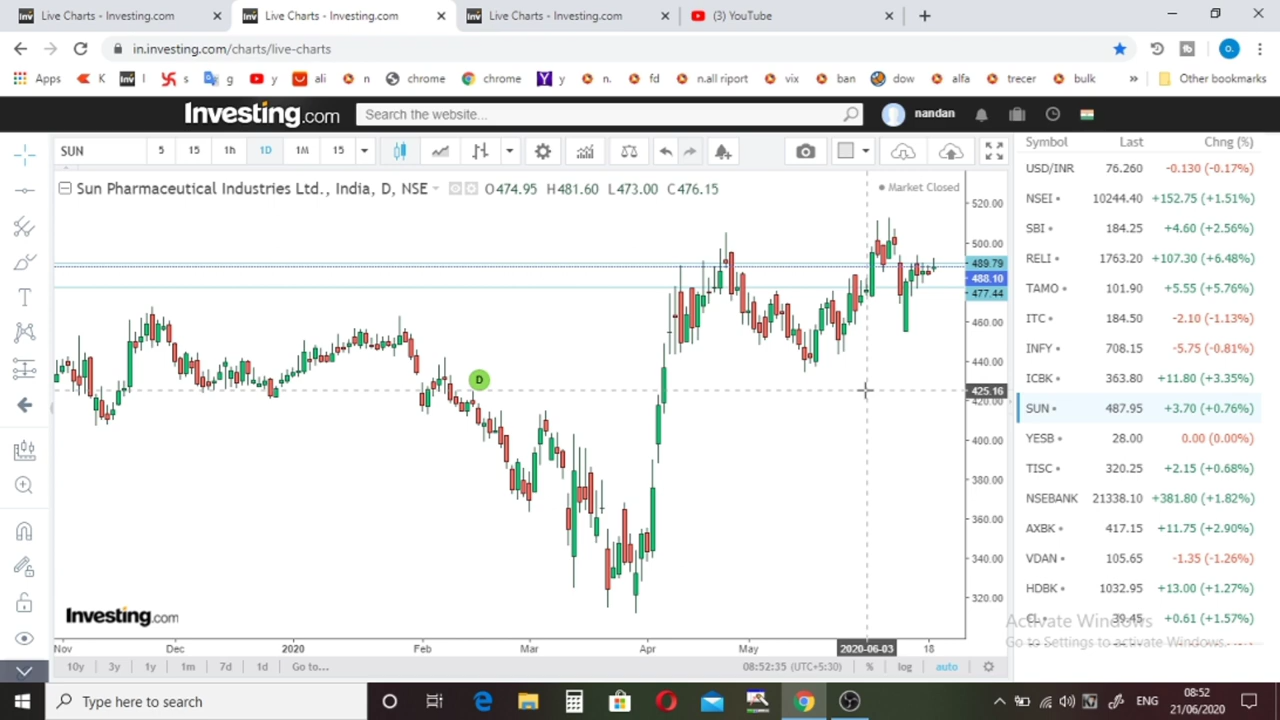 Live Charts - Investing.com
Live Charts - Investing.com
Live Charts - Investing.com
(3) YouTube
in.investing.com/charts/live-charts
Apps K l s g y ali n chrome chrome y n. fd n.all riport vix ban dow alfa trecer bulk » Other bookmarks
Investing.com
Search the website...
nandan
SUN 5 15 1h 1D 1M 15
Symbol Last Chng (%)
Sun Pharmaceutical Industries Ltd., India, D, NSE O474.95 H481.60 L473.00 C476.15
Market Closed
520.00
500.00
489.79
488.10
477.44
460.00
440.00
425.16
420.00
400.00
380.00
360.00
340.00
320.00
D
USD/INR 76.260 -0.130 (-0.17%)
NSEI 10244.40 +152.75 (+1.51%)
SBI 184.25 +4.60 (+2.56%)
RELI 1763.20 +107.30 (+6.48%)
TAMO 101.90 +5.55 (+5.76%)
ITC 184.50 -2.10 (-1.13%)
INFY 708.15 -5.75 (-0.81%)
ICBK 363.80 +11.80 (+3.35%)
SUN 487.95 +3.70 (+0.76%)
YESB 28.00 0.00 (0.00%)
TISC 320.25 +2.15 (+0.68%)
NSEBANK 21338.10 +381.80 (+1.82%)
AXBK 417.15 +11.75 (+2.90%)
VDAN 105.65 -1.35 (-1.26%)
HDBK 1032.95 +13.00 (+1.27%)
CL 39.45 +0.61 (+1.57%)
Activate Windows
Go to Settings to activate Windows.
Investing.com
Nov Dec 2020 Feb Mar Apr May 2020-06-03 18
10y 3y 1y 1m 7d 1d Go to... 08:52:35 (UTC+5:30) % log auto
Type here to search
ENG
08:52
21/06/2020